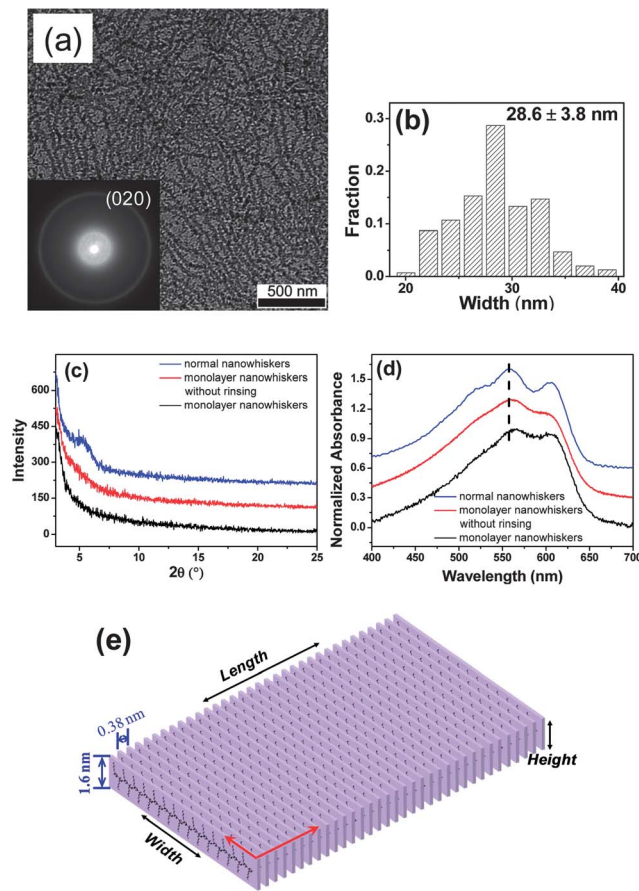 (a)
(020)
500 nm
(b)
28.6 ± 3.8 nm
Fraction
0.3
0.2
0.1
0.0
20 30 40
Width (nm)
(c)
normal nanowhiskers
monolayer nanowhiskers
without rinsing
monolayer nanowhiskers
Intensity
600
450
300
150
0
5 10 15 20 25
2θ (°)
(d)
Normalized Absorbance
1.5
1.2
0.9
0.6
0.3
0.0
normal nanowhiskers
monolayer nanowhiskers
without rinsing
monolayer nanowhiskers
400 450 500 550 600 650 700
Wavelength (nm)
(e)
Length
0.38 nm
1.6 nm
Width
Height